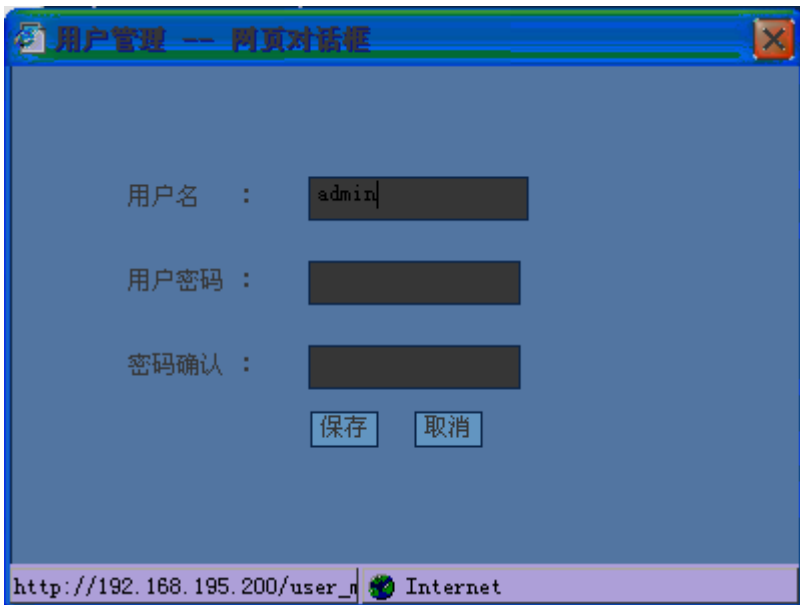 用户管理 -- 网页对话框
用户名 : admin
用户密码 :
密码确认 :
保存 取消
http://192.168.195.200/user_m Internet